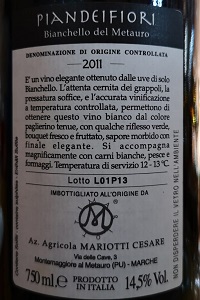 PIANDEIFIORI
Bianchello del Metauro
DENOMINAZIONE DI ORIGINE CONTROLLATA
2011
E' un vino elegante ottenuto dalle uve di solo
Bianchello. L'attenta cernita dei grappoli, la
pressatura soffice, e l'accurata vinificazione
a temperatura controllata, permettono di
ottenere questo vino bianco dal colore
paglierino tenue, con qualche riflesso verde,
bouquet fresco e fruttato, sapore morbido con
finale elegante. Si accompagna
magnificamente con carni bianche, pesce e
formaggi. Temperatura di servizio 12 - 13°C.
Lotto L01P13
IMBOTTIGLIATO ALL'ORIGINE DA
M
Az. Agricola MARIOTTI CESARE
Via delle Cave, 3
Montemaggiore al Metauro (PU) - MARCHE
750 ml. e PRODOTTO IN ITALIA 14,5% Vol.
NON DISPERDERE IL VETRO NELL'AMBIENTE